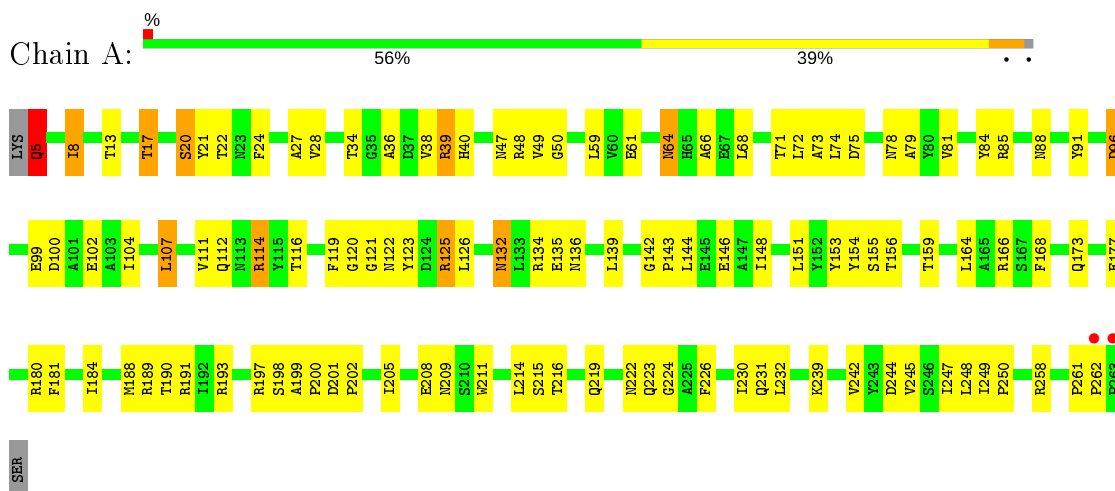 %
Chain A:
56% 39% • •
LYS Q5 I8 T13 T17 S20 Y21 T22 N23 F24 A27 V28 T34 G35 A36 D37 V38 R39 H40 N47 R48 V49 G50 L59 V60 E61 N64 H65 A66 E67 L68 T71 L72 A73 L74 D75 N78 A79 Y80 V81 Y84 R85 N88 Y91 D96
E99 D100 A101 E102 A103 I104 L107 V111 Q112 N113 R114 Y115 T116 F119 G120 G121 N122 Y123 D124 R125 L126 N132 L133 R134 E135 N136 L139 G142 P143 L144 E145 E146 A147 I148 L151 Y152 Y153 Y154 S155 T156 T159 L164 A165 R166 S167 F168 Q173 E177
R180 F181 I184 M188 R189 T190 R191 I192 R193 R197 S198 A199 P200 D201 P202 I205 E208 N209 S210 W211 L214 S215 T216 Q219 N222 Q223 G224 A225 F226 I230 Q231 L232 K239 V242 Y243 D244 V245 S246 I247 L248 I249 P250 R258 P261 P262
SER